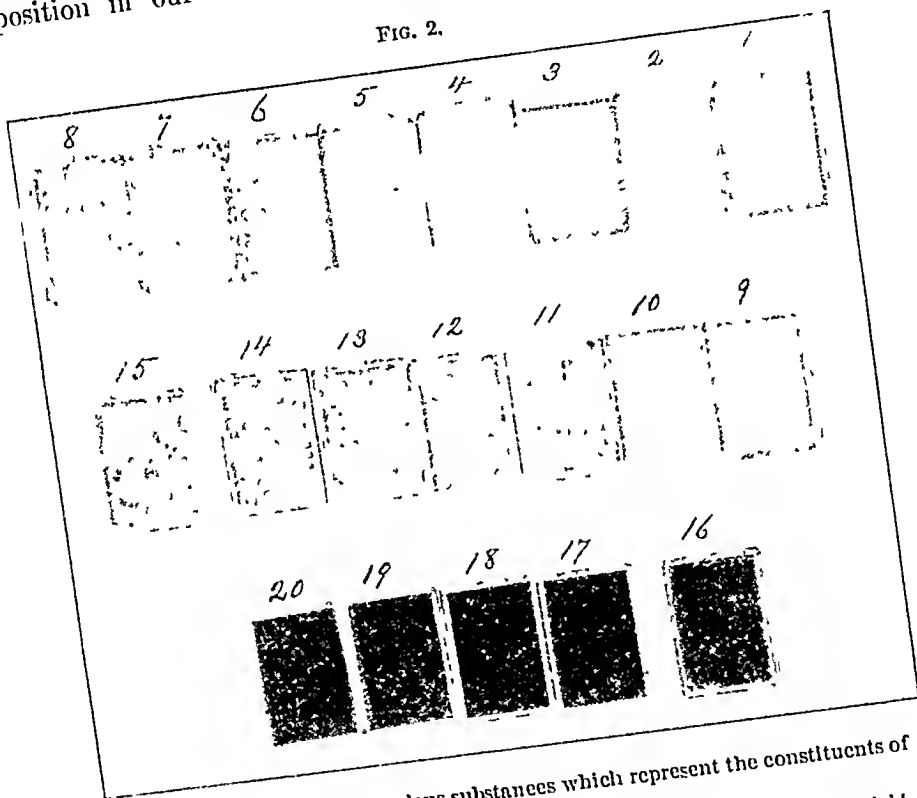 position in our
FIG. 2.
8 7 6 5 4 3 2 1
15 14 13 12 11 10 9
20 19 18 17 16
substances which represent the constituents of